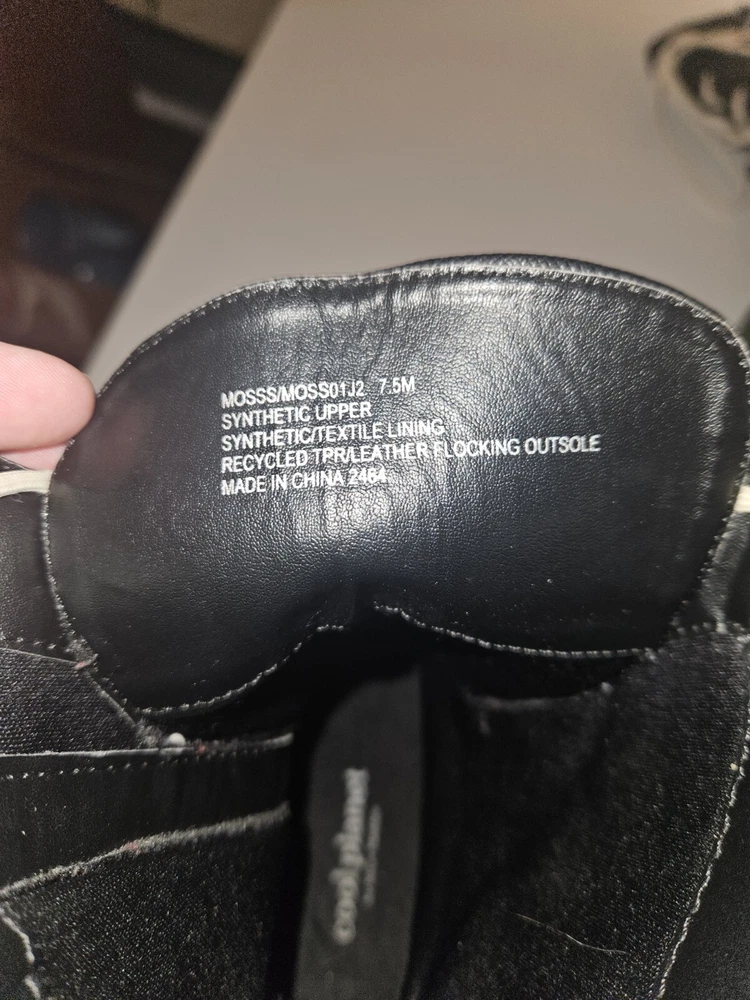 MOSSS/MOSS01J2 7.5M
SYNTHETIC UPPER
SYNTHETIC/TEXTILE LINING
RECYCLED TPR/LEATHER FLOCKING OUTSOLE
MADE IN CHINA 2464
cool planet